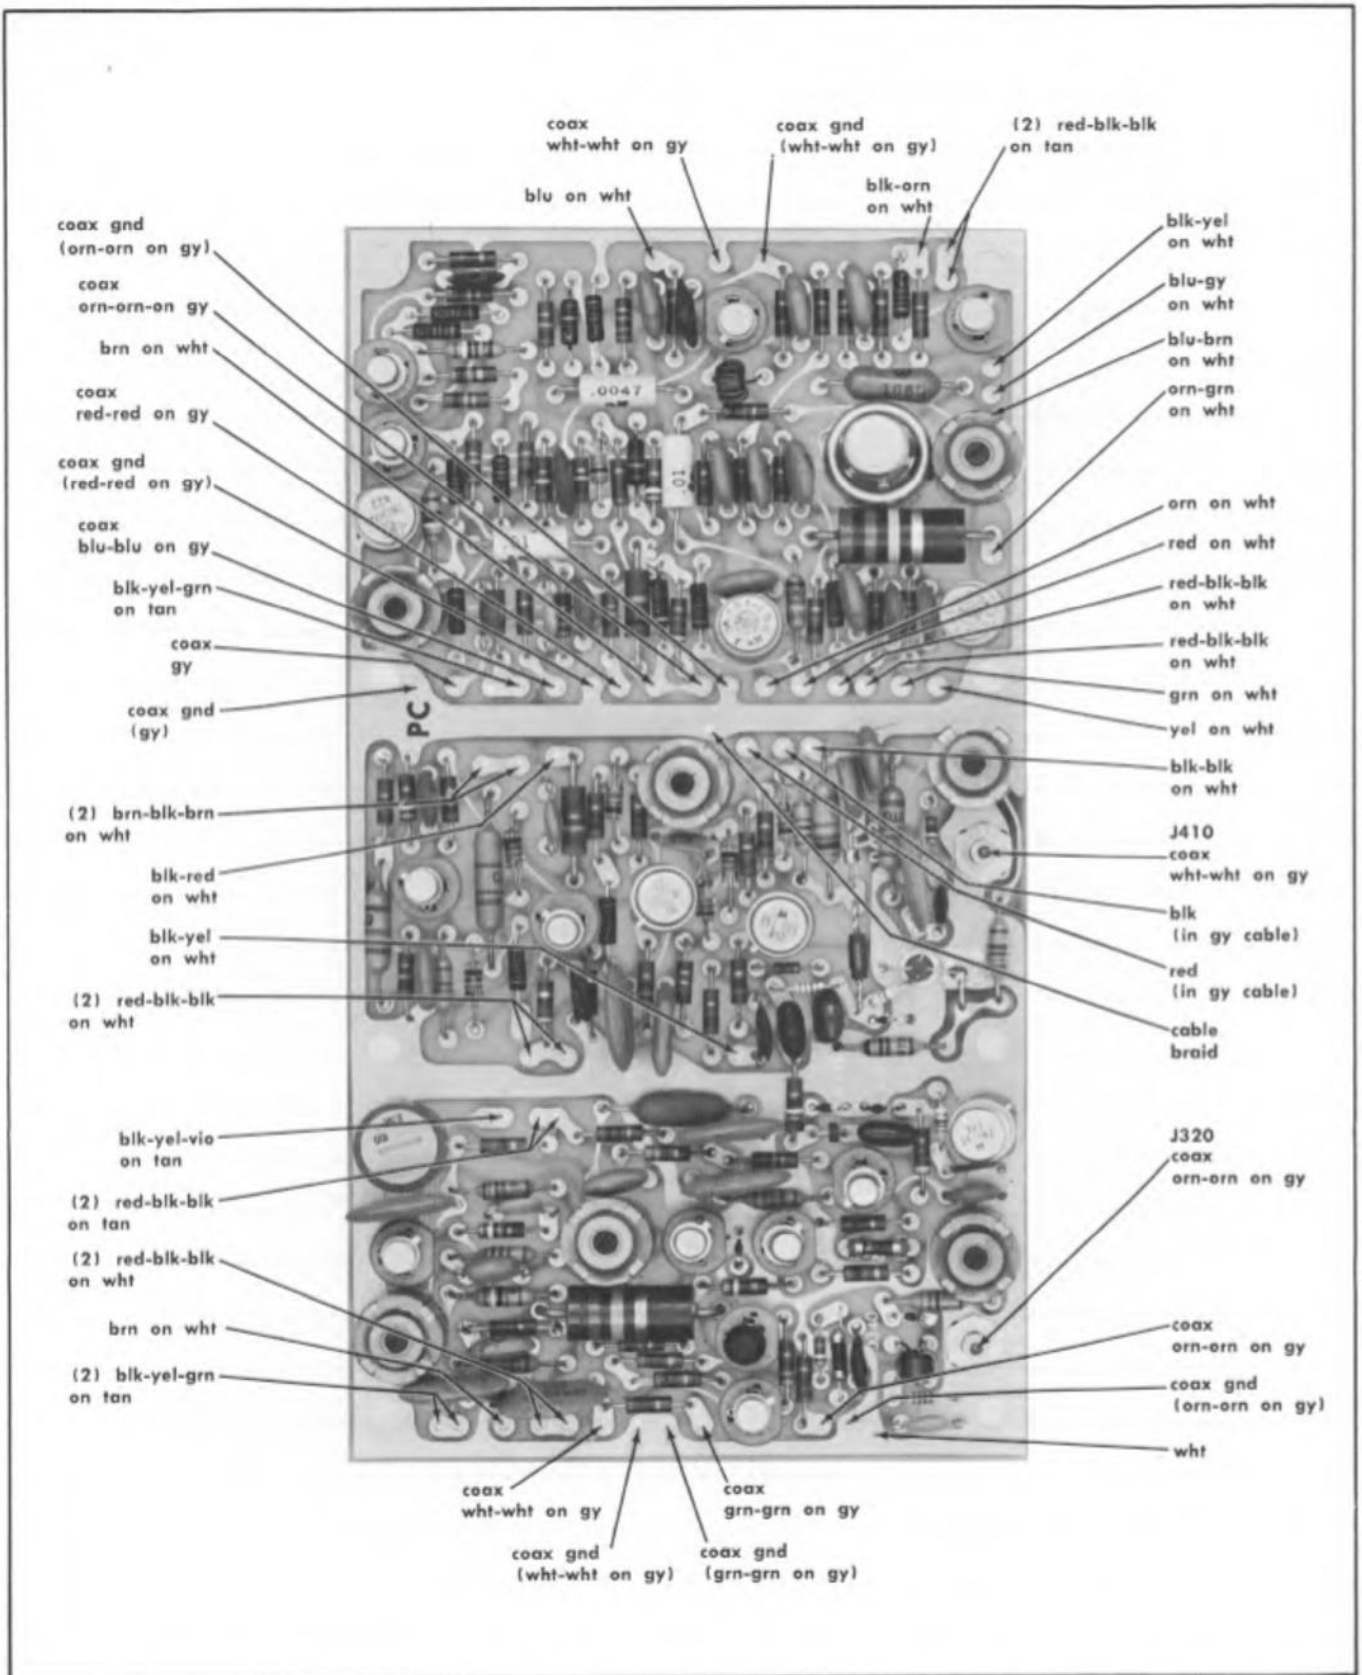 coax
wht-wht on gy
coax gnd
(wht-wht on gy)
(2) red-blk-blk
on tan
blu on wht
blk-orn
on wht
coax gnd
(orn-orn on gy)
coax
orn-orn-on gy
brn on wht
coax
red-red on gy
coax gnd
(red-red on gy)
coax
blu-blu on gy
blk-yel-grn
on tan
coax
gy
coax gnd
(gy)
(2) brn-blk-brn
on wht
blk-red
on wht
blk-yel
on wht
(2) red-blk-blk
on wht
blk-yel-vio
on tan
(2) red-blk-blk
on tan
(2) red-blk-blk
on wht
brn on wht
(2) blk-yel-grn
on tan
blk-yel
on wht
blu-gy
on wht
blu-brn
on wht
orn-grn
on wht
orn on wht
red on wht
red-blk-blk
on wht
red-blk-blk
on wht
grn on wht
yel on wht
blk-blk
on wht
J410
coax
wht-wht on gy
blk
(in gy cable)
red
(in gy cable)
cable
braid
J320
coax
orn-orn on gy
coax
orn-orn on gy
coax gnd
(orn-orn on gy)
wht
.0047
.01
PC
coax
wht-wht on gy
coax
grn-grn on gy
coax gnd
(wht-wht on gy)
coax gnd
(grn-grn on gy)